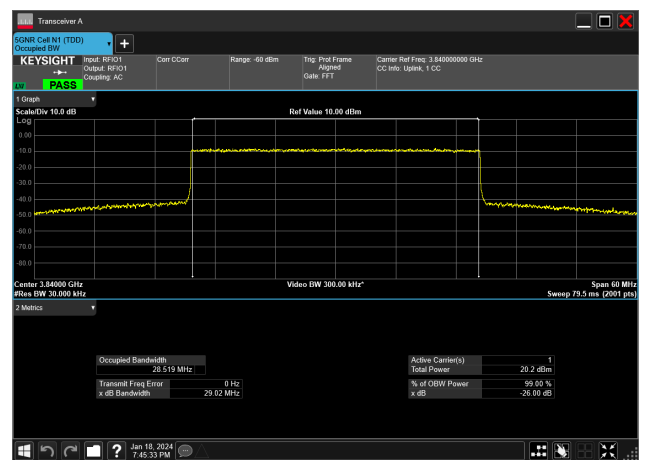 Transceiver A
5GNR Cell N1 (TDD)
Occupied BW
KEYSIGHT
LV
PASS
Input: RFIO1
Output: RFIO1
Coupling: AC
Corr CCorr
Range: -60 dBm
Trig: Prot Frame
Aligned
Gate: FFT
Carrier Ref Freq: 3.840000000 GHz
CC Info: Uplink, 1 CC
1 Graph
Scale/Div 10.0 dB
Ref Value 10.00 dBm
Log
0.00
-10.0
-20.0
-30.0
-40.0
-50.0
-60.0
-70.0
-80.0
Center 3.84000 GHz
#Res BW 30.000 kHz
Video BW 300.00 kHz*
Span 60 MHz
Sweep 79.5 ms (2001 pts)
2 Metrics
Occupied Bandwidth
28.519 MHz
Transmit Freq Error 0 Hz
x dB Bandwidth 29.02 MHz
Active Carrier(s) 1
Total Power 20.2 dBm
% of OBW Power 99.00 %
x dB -26.00 dB
?
Jan 18, 2024
7:45:33 PM